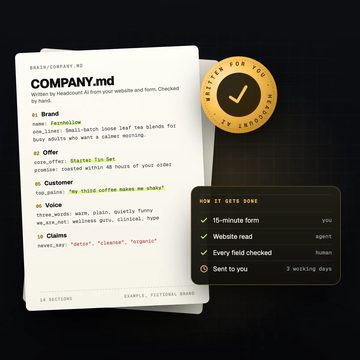 BRAIN/COMPANY.md
COMPANY.md
Written by Headcount AI from your website and form. Checked
by hand.
01 Brand
name: Fernhollow
one_liner: Small-batch loose leaf tea blends for
busy adults who want a calmer morning.
02 Offer
core_offer: Starter Tin Set
promise: roasted within 48 hours of your order
05 Customer
top_pains: "my third coffee makes me shaky"
06 Voice
three_words: warm, plain, quietly funny
we_are_not: wellness guru, clinical, hype
10 Claims
never_say: "detox", "cleanse", "organic"
14 SECTIONS
EXAMPLE, FICTIONAL BRAND
WRITTEN FOR YOU · HEADCOUNT AI ·
HOW IT GETS DONE
15-minute form you
Website read agent
Every field checked human
Sent to you 3 working days